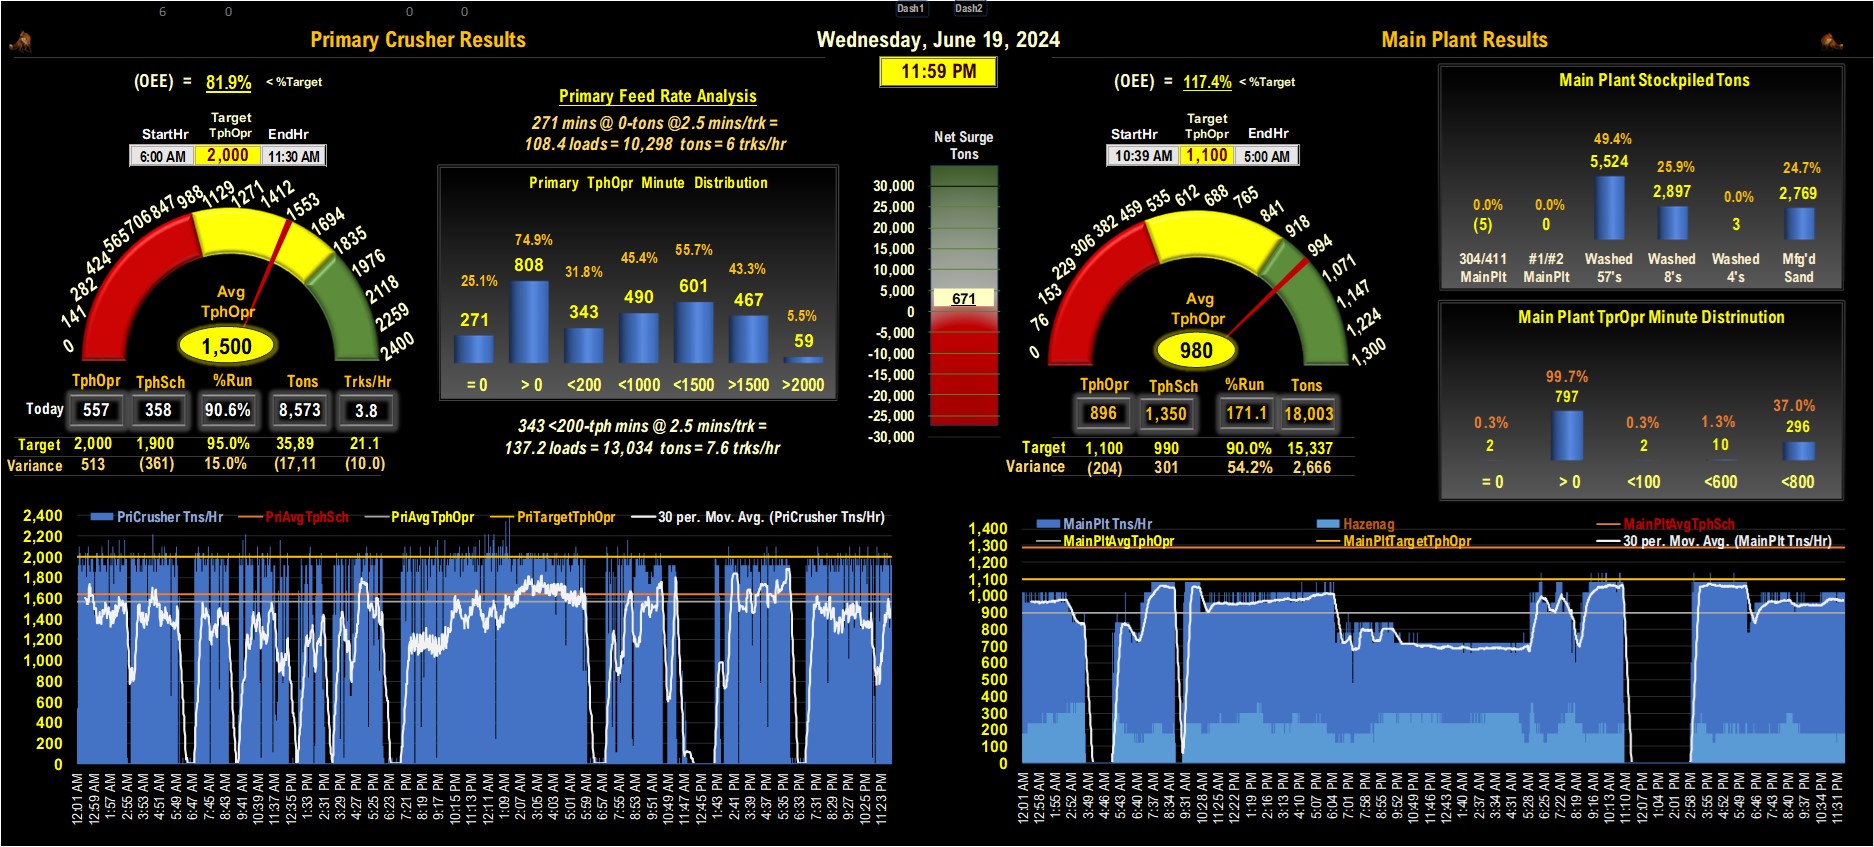 6 0 0 0
Dash1 Dash2
Primary Crusher Results
Wednesday, June 19, 2024
Main Plant Results
11:59 PM
(OEE) = 81.9% < %Target
Target
StartHr TphOpr EndHr
6:00 AM 2,000 11:30 AM
0 141 282 424 565 706 847 988 1129 1271 1412 1553 1694 1835 1976 2118 2259 2400
Avg
TphOpr
1,500
TphOpr TphSch %Run Tons Trks/Hr
Today 557 358 90.6% 8,573 3.8
Target 2,000 1,900 95.0% 35,89 21.1
Variance 513 (361) 15.0% (17,11 (10.0)
Primary Feed Rate Analysis
271 mins @ 0-tons @2.5 mins/trk =
108.4 loads = 10,298 tons = 6 trks/hr
Primary TphOpr Minute Distribution
25.1% 74.9% 31.8% 45.4% 55.7% 43.3% 5.5%
271 808 343 490 601 467 59
= 0 > 0 <200 <1000 <1500 >1500 >2000
343 <200-tph mins @ 2.5 mins/trk =
137.2 loads = 13,034 tons = 7.6 trks/hr
Net Surge
Tons
30,000
25,000
20,000
15,000
10,000
5,000
671
0
-5,000
-10,000
-15,000
-20,000
-25,000
-30,000
(OEE) = 117.4% < %Target
Target
StartHr TphOpr EndHr
10:39 AM 1,100 5:00 AM
0 76 153 229 306 382 459 535 612 688 765 841 918 994 1,071 1,147 1,224 1,300
Avg
TphOpr
980
TphOpr TphSch %Run Tons
896 1,350 171.1 18,003
Target 1,100 990 90.0% 15,337
Variance (204) 301 54.2% 2,666
Main Plant Stockpiled Tons
0.0% 0.0% 49.4% 25.9% 0.0% 24.7%
(5) 0 5,524 2,897 3 2,769
304/411 #1/#2 Washed Washed Washed Mfg'd
MainPlt MainPlt 57's 8's 4's Sand
Main Plant TprOpr Minute Distrinution
0.3% 99.7% 0.3% 1.3% 37.0%
2 797 2 10 296
= 0 > 0 <100 <600 <800
PriCrusher Tns/Hr PriAvgTphSch PriAvgTphOpr PriTargetTphOpr 30 per. Mov. Avg. (PriCrusher Tns/Hr)
2,400
2,200
2,000
1,800
1,600
1,400
1,200
1,000
800
600
400
200
0
12:01 AM 12:59 AM 1:57 AM 2:55 AM 3:53 AM 4:51 AM 5:49 AM 6:47 AM 7:45 AM 8:43 AM 9:41 AM 10:39 AM 11:37 AM 12:35 PM 1:33 PM 2:31 PM 3:29 PM 4:27 PM 5:25 PM 6:23 PM 7:21 PM 8:19 PM 9:17 PM 10:15 PM 11:13 PM 12:11 AM 1:09 AM 2:07 AM 3:05 AM 4:03 AM 5:01 AM 5:59 AM 6:57 AM 7:55 AM 8:53 AM 9:51 AM 10:49 AM 11:47 AM 12:45 PM 1:43 PM 2:41 PM 3:39 PM 4:37 PM 5:35 PM 6:33 PM 7:31 PM 8:29 PM 9:27 PM 10:25 PM 11:23 PM
MainPlt Tns/Hr Hazenag MainPltAvgTphSch
MainPltAvgTphOpr MainPltTargetTphOpr 30 per. Mov. Avg. (MainPlt Tns/Hr)
1,400
1,300
1,200
1,100
1,000
900
800
700
600
500
400
300
200
100
0
12:01 AM 12:58 AM 1:55 AM 2:52 AM 3:49 AM 4:46 AM 5:43 AM 6:40 AM 7:37 AM 8:34 AM 9:31 AM 10:28 AM 11:25 AM 12:22 PM 1:19 PM 2:16 PM 3:13 PM 4:10 PM 5:07 PM 6:04 PM 7:01 PM 7:58 PM 8:55 PM 9:52 PM 10:49 PM 11:46 PM 12:43 AM 1:40 AM 2:37 AM 3:34 AM 4:31 AM 5:28 AM 6:25 AM 7:22 AM 8:19 AM 9:16 AM 10:13 AM 11:10 AM 12:07 PM 1:04 PM 2:01 PM 2:58 PM 3:55 PM 4:52 PM 5:49 PM 6:46 PM 7:43 PM 8:40 PM 9:37 PM 10:34 PM 11:31 PM